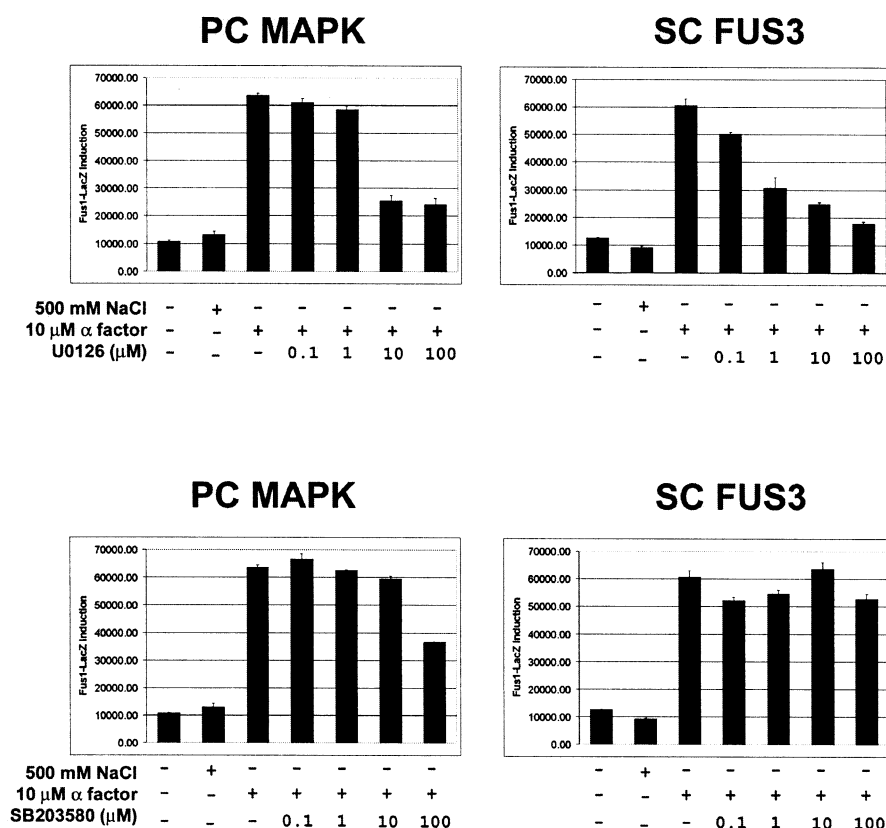 PC MAPK
SC FUS3
Fus1-LacZ Induction
70000.00
60000.00
50000.00
40000.00
30000.00
20000.00
10000.00
0.00
Fus1-LacZ Induction
70000.00
60000.00
50000.00
40000.00
30000.00
20000.00
10000.00
0.00
500 mM NaCl - + - - - - - - + - - - - -
10 μM α factor - - + + + + + - - + + + + +
U0126 (μM) - - - 0.1 1 10 100 - - - 0.1 1 10 100
PC MAPK
SC FUS3
Fus1-LacZ Induction
70000.00
60000.00
50000.00
40000.00
30000.00
20000.00
10000.00
0.00
Fus1-LacZ Induction
70000.00
60000.00
50000.00
40000.00
30000.00
20000.00
10000.00
0.00
500 mM NaCl - + - - - - - - + - - - - -
10 μM α factor - - + + + + + - - + + + + +
SB203580 (μM) - - - 0.1 1 10 100 - - - 0.1 1 10 100